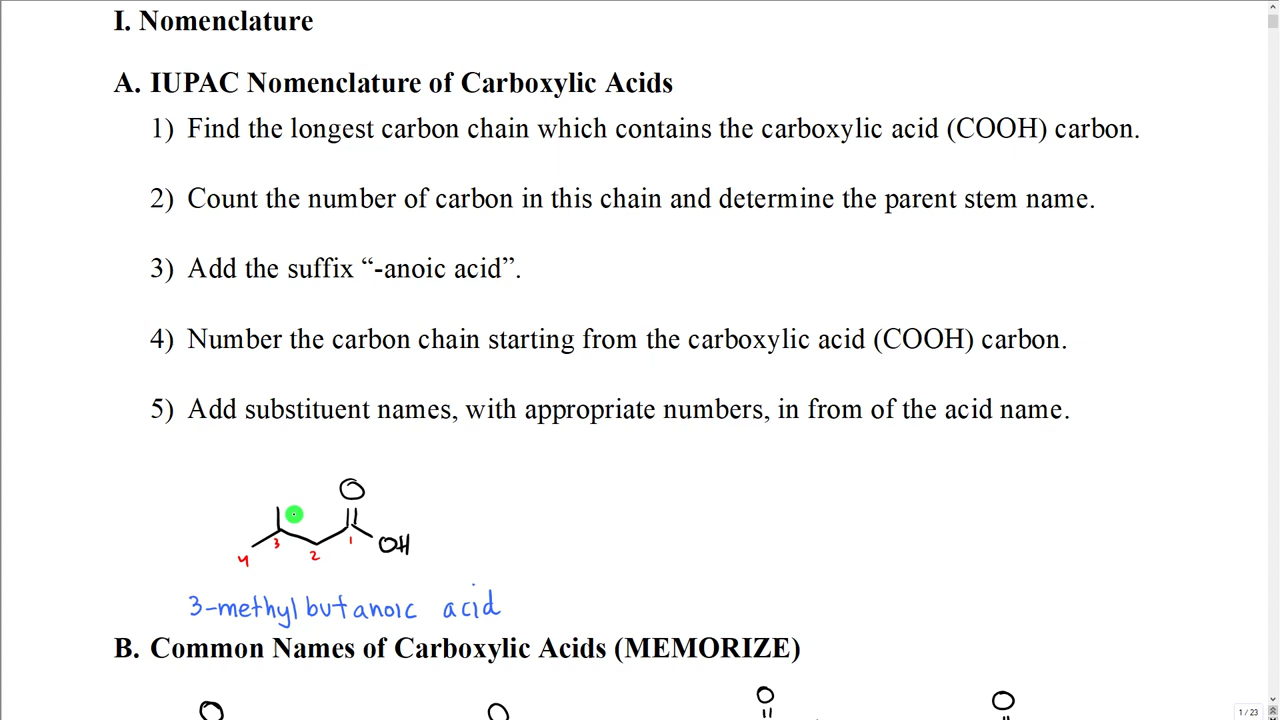 I. Nomenclature
A. IUPAC Nomenclature of Carboxylic Acids
1) Find the longest carbon chain which contains the carboxylic acid (COOH) carbon.
2) Count the number of carbon in this chain and determine the parent stem name.
3) Add the suffix “-anoic acid”.
4) Number the carbon chain starting from the carboxylic acid (COOH) carbon.
5) Add substituent names, with appropriate numbers, in from of the acid name.
O
OH
4 3 2 1
3-methylbutanoic acid
B. Common Names of Carboxylic Acids (MEMORIZE)
O O O O
1 / 23